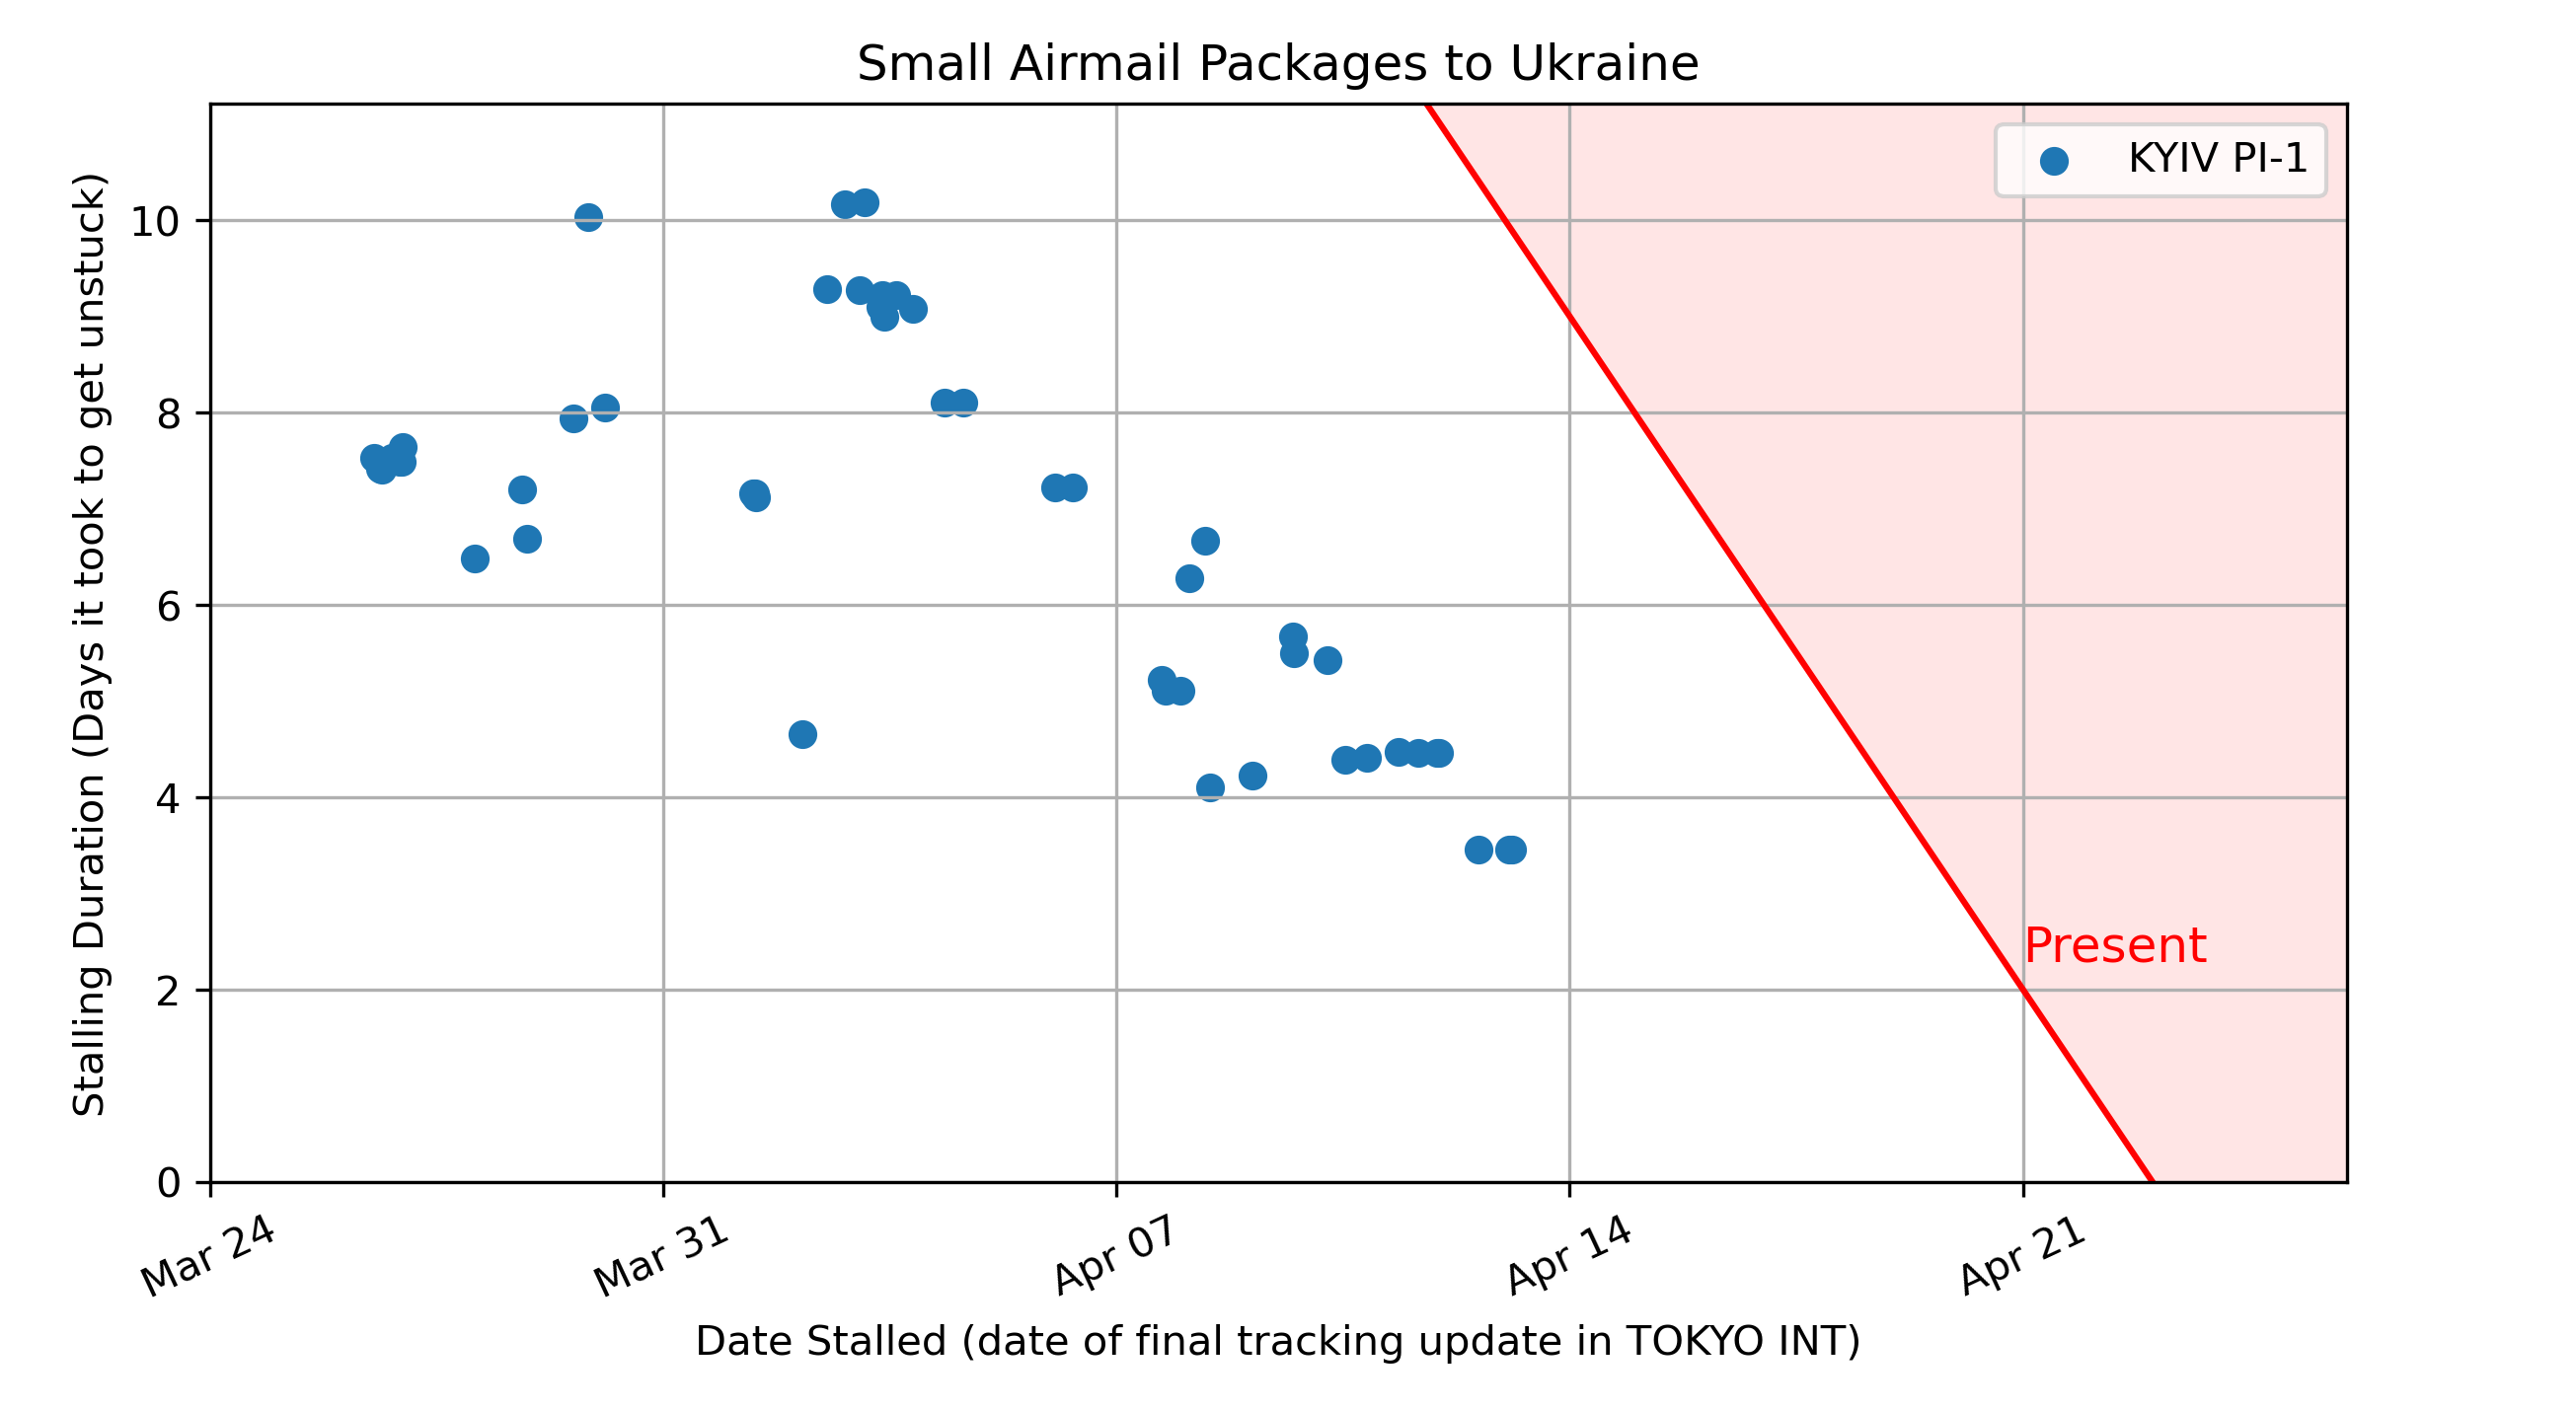 Small Airmail Packages to Ukraine
KYIV PI-1
Stalling Duration (Days it took to get unstuck)
10
8
6
4
2
0
Present
Mar 24
Mar 31
Apr 07
Apr 14
Apr 21
Date Stalled (date of final tracking update in TOKYO INT)